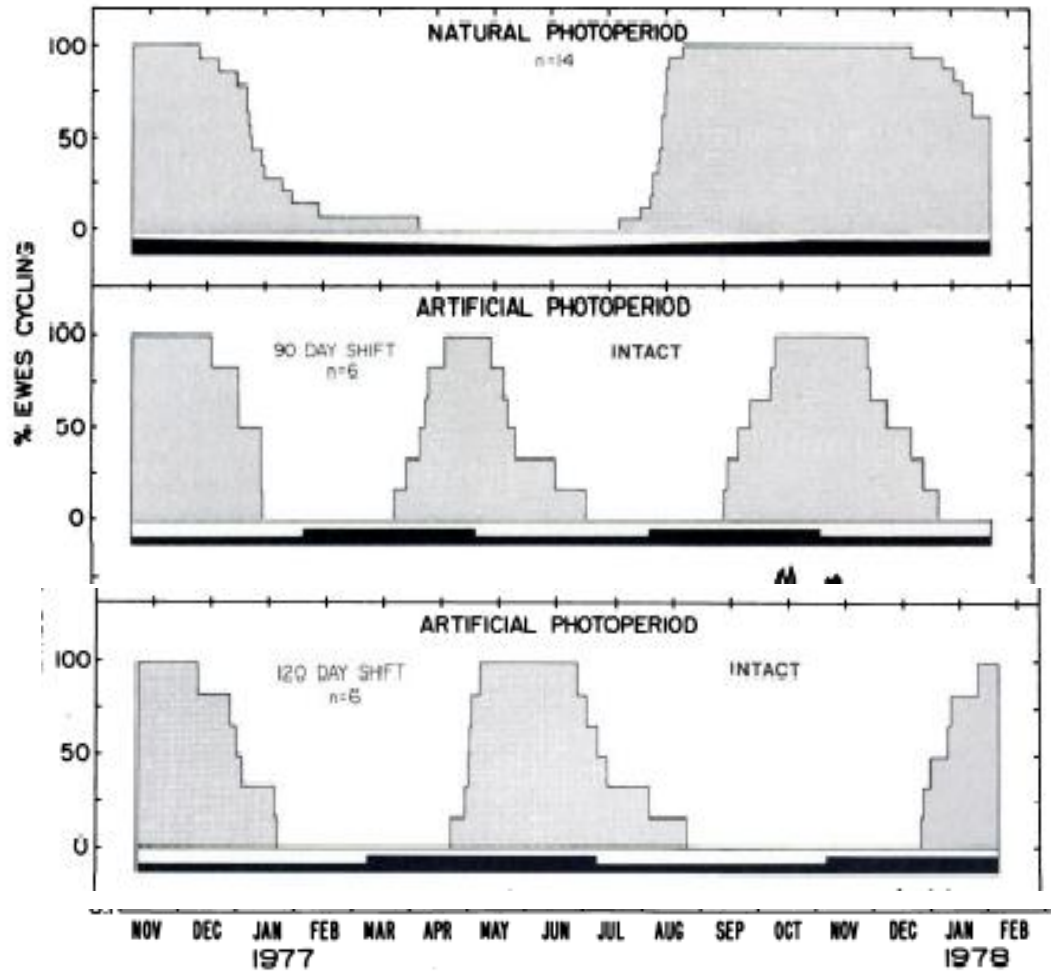 NATURAL PHOTOPERIOD
n=14
100
50
0
% EWES CYCLING
ARTIFICIAL PHOTOPERIOD
100
90 DAY SHIFT
n=6
INTACT
50
0
ARTIFICIAL PHOTOPERIOD
100
120 DAY SHIFT
n=6
INTACT
50
0
NOV DEC JAN FEB MAR APR MAY JUN JUL AUG SEP OCT NOV DEC JAN FEB
1977 1978